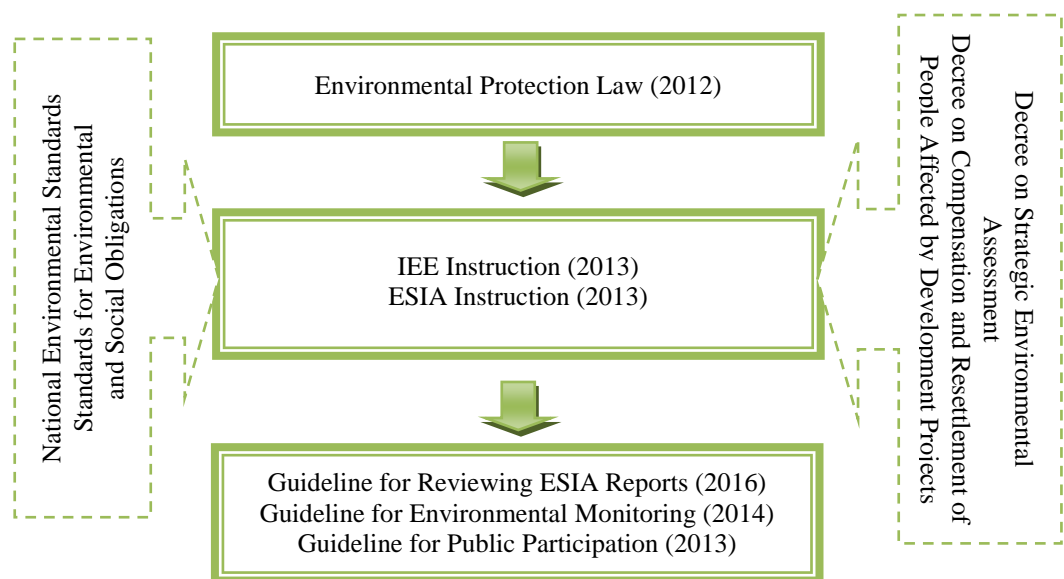 National Environmental Standards
Standards for Environmental
and Social Obligations
Environmental Protection Law (2012)
IEE Instruction (2013)
ESIA Instruction (2013)
Guideline for Reviewing ESIA Reports (2016)
Guideline for Environmental Monitoring (2014)
Guideline for Public Participation (2013)
Decree on Strategic Environmental
Assessment
Decree on Compensation and Resettlement of
People Affected by Development Projects